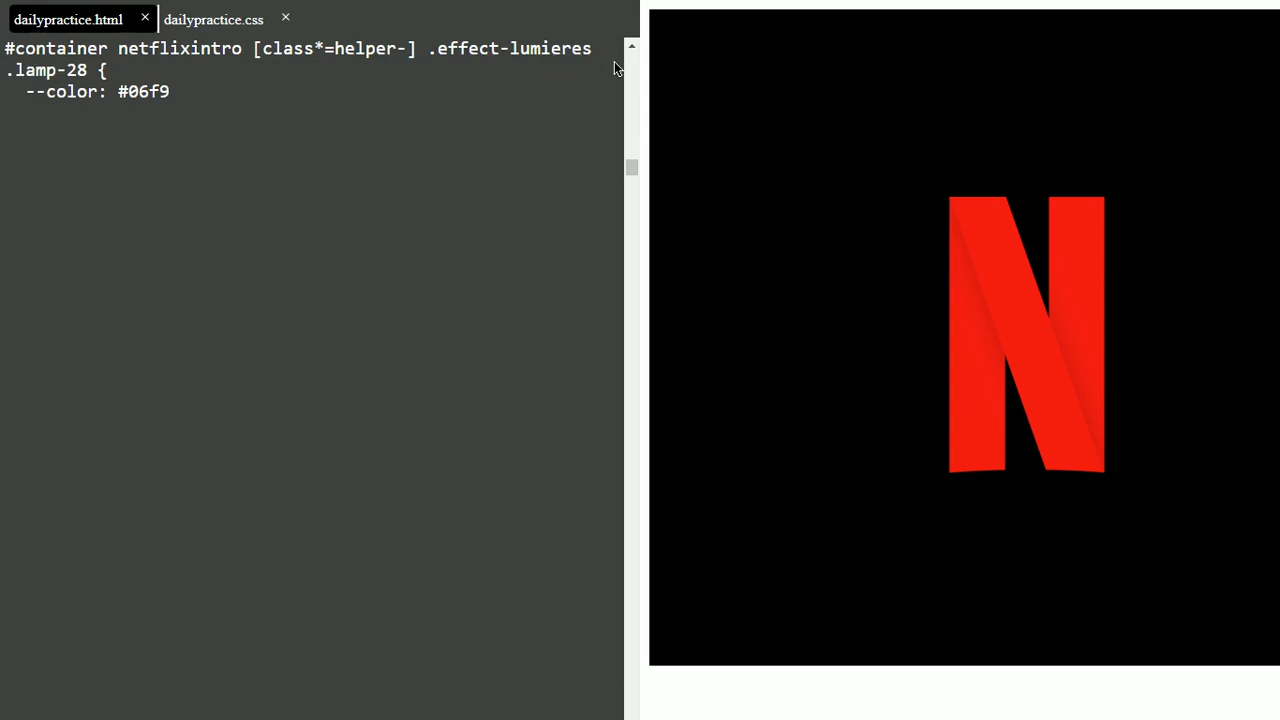 dailypractice.html × dailypractice.css ×
#container netflixintro [class*=helper-] .effect-lumieres
.lamp-28 {
--color: #06f9
N